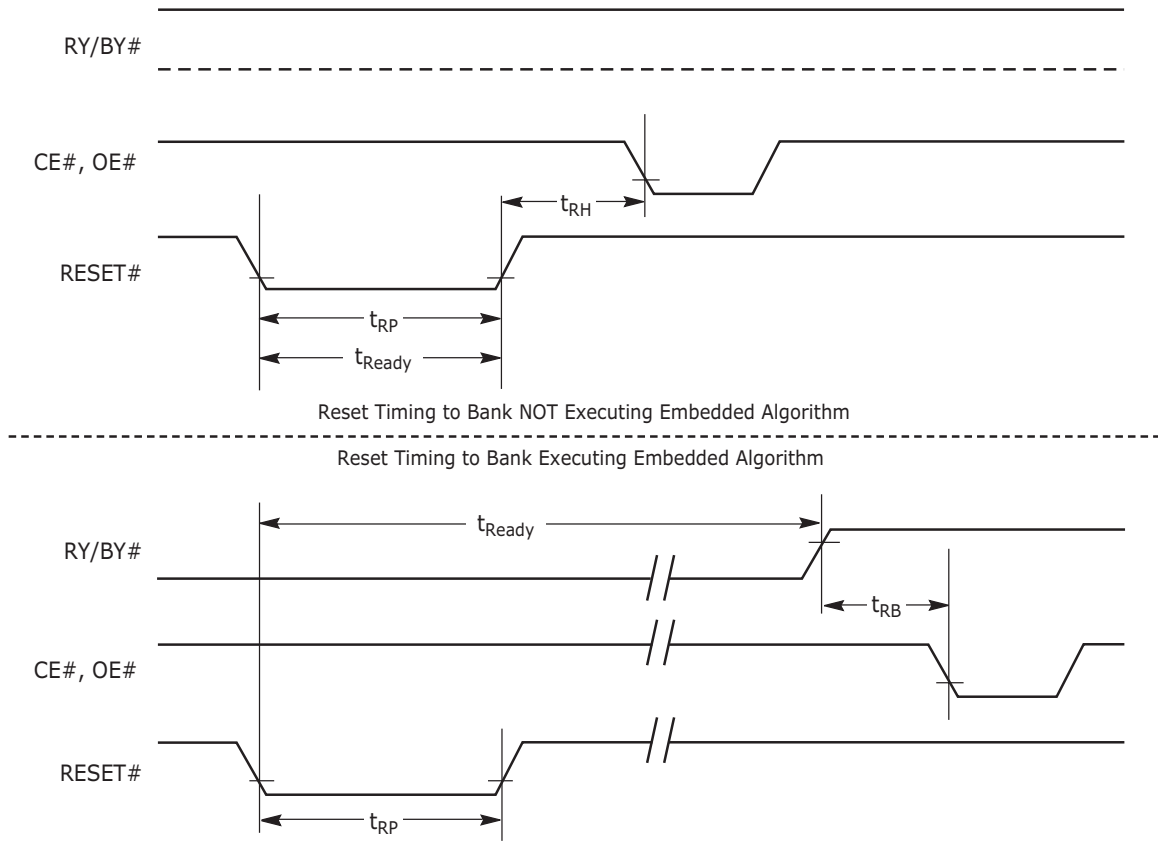 RY/BY#
CE#, OE#
tRH
RESET#
tRP
tReady
Reset Timing to Bank NOT Executing Embedded Algorithm
Reset Timing to Bank Executing Embedded Algorithm
tReady
RY/BY#
tRB
CE#, OE#
RESET#
tRP